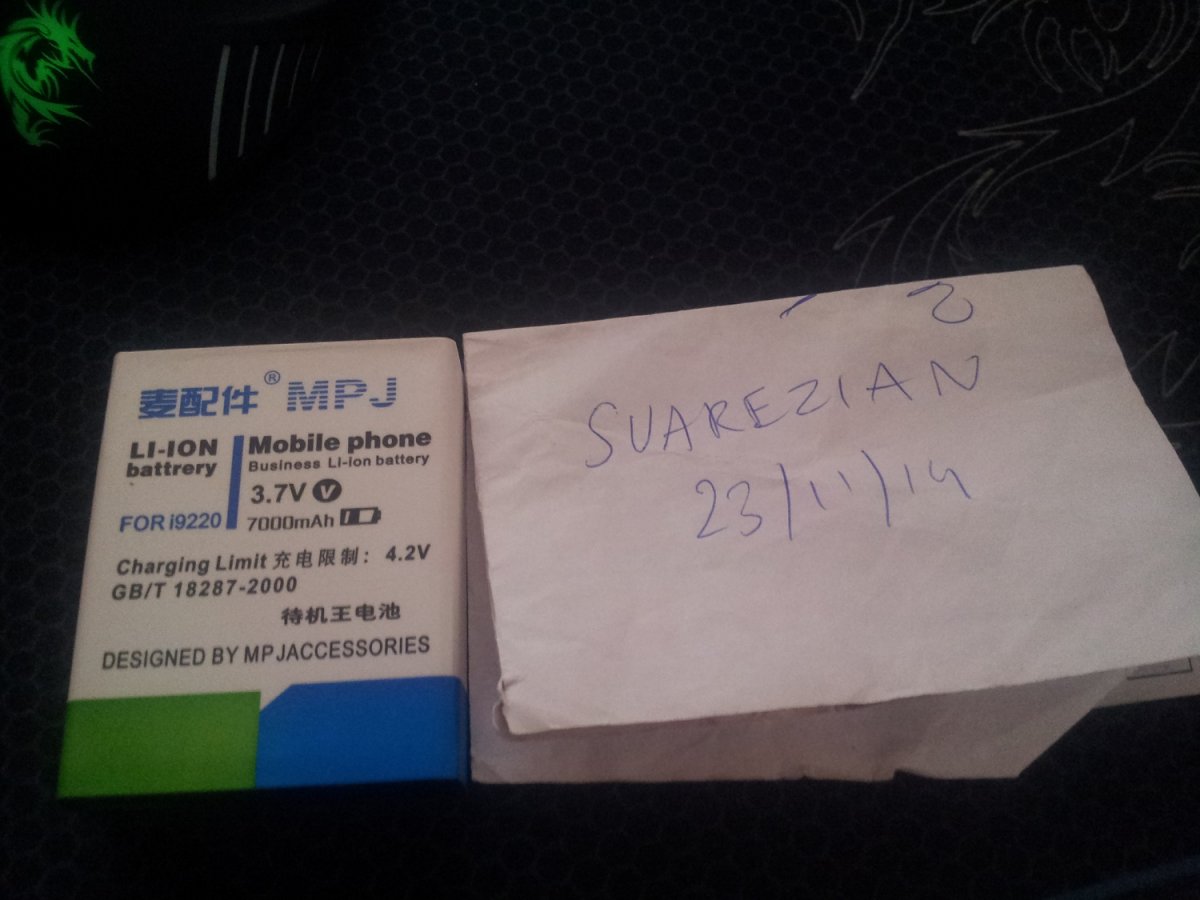 麦配件® MPJ
LI-ION
battrery
Mobile phone
Business Li-ion battery
3.7V V
FOR i9220
7000mAh
Charging Limit 充电限制: 4.2V
GB/T 18287-2000
待机王电池
DESIGNED BY MPJACCESSORIES
SUAREZIAN
23/11/14